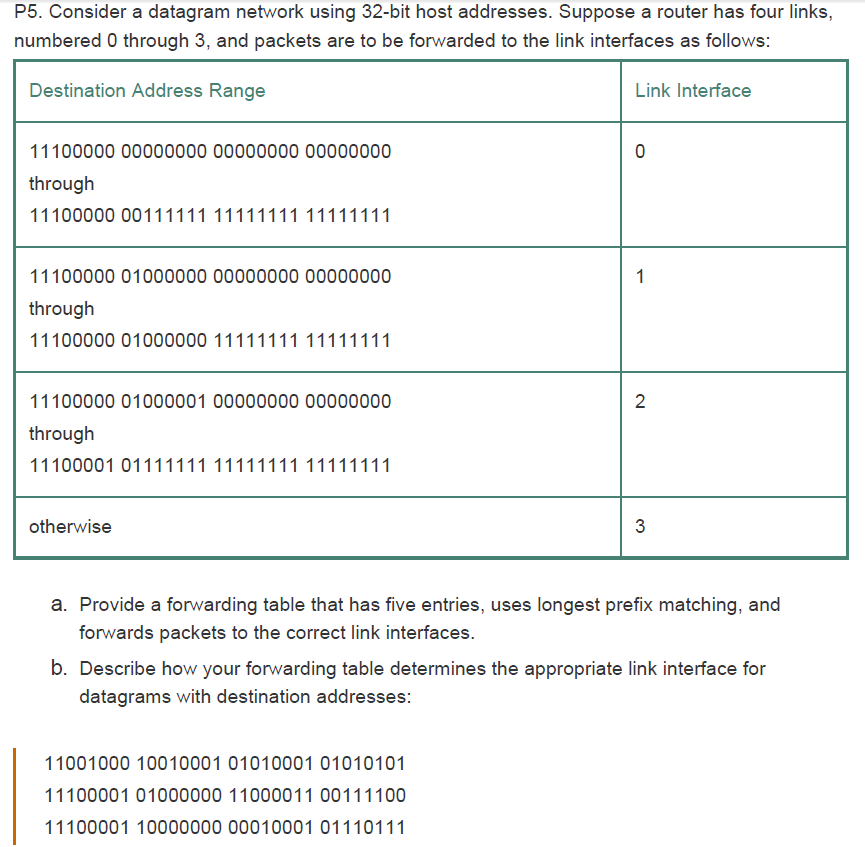 P5. Consider a datagram network using 32-bit host addresses. Suppose a router has four links,
numbered 0 through 3, and packets are to be forwarded to the link interfaces as follows:
Destination Address Range
Link Interface
11100000 00000000 00000000 00000000
0
through
11100000 00111111 11111111 11111111
11100000 01000000 00000000 00000000
1
through
11100000 01000000 11111111 11111111
11100000 01000001 00000000 00000000
2
through
11100001 01111111 11111111 11111111
otherwise
3
a. Provide a forwarding table that has five entries, uses longest prefix matching, and
forwards packets to the correct link interfaces.
b. Describe how your forwarding table determines the appropriate link interface for
datagrams with destination addresses:
11001000 10010001 01010001 01010101
11100001 01000000 11000011 00111100
11100001 10000000 00010001 01110111